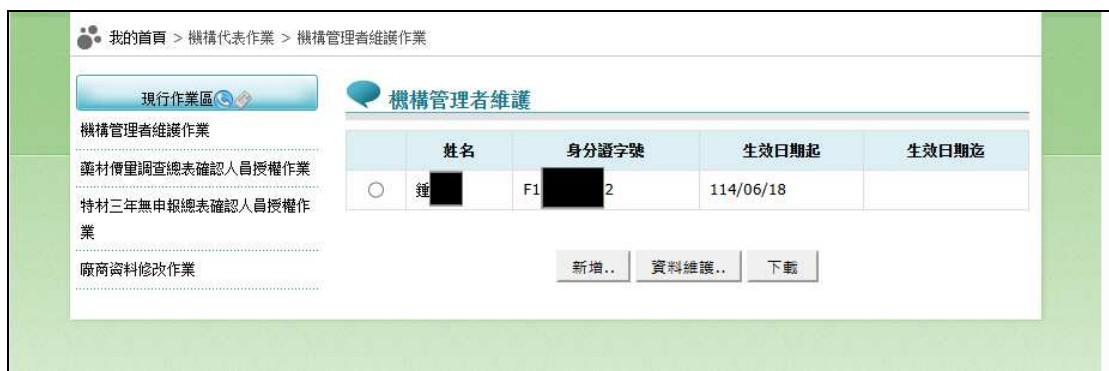 我的首頁 > 機構代表作業 > 機構管理者維護作業
現行作業區
機構管理者維護作業
藥材價量調查總表確認人員授權作業
特材三年無申報總表確認人員授權作
業
廠商資料修改作業
機構管理者維護
姓名 身分證字號 生效日期起 生效日期迄
鍾 F1 2 114/06/18
新增.. 資料維護.. 下載